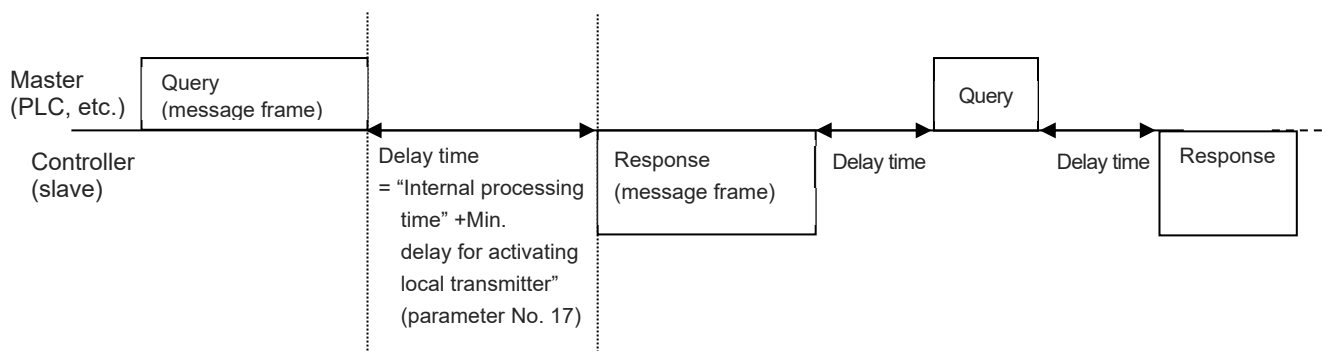 Master
(PLC, etc.)
Query
(message frame)
Query
Controller
(slave)
Delay time
= “Internal processing
time” +Min.
delay for activating
local transmitter”
(parameter No. 17)
Response
(message frame)
Delay time
Delay time
Response